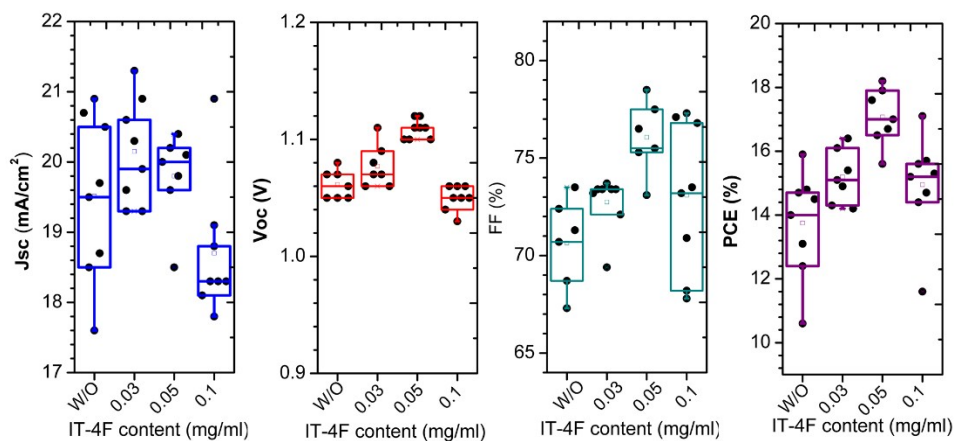 Jsc (mA/cm²)
25
24
23
22
21
20
19
18
17
W/O
0.03
0.05
0.1
IT-4F content (mg/ml)
Voc (V)
1.2
1.1
1.0
0.9
W/O
0.03
0.05
0.1
IT-4F content (mg/ml)
FF (%)
80
75
70
65
W/O
0.03
0.05
0.1
IT-4F content (mg/ml)
PCE (%)
20
18
16
14
12
10
W/O
0.03
0.05
0.1
IT-4F content (mg/ml)